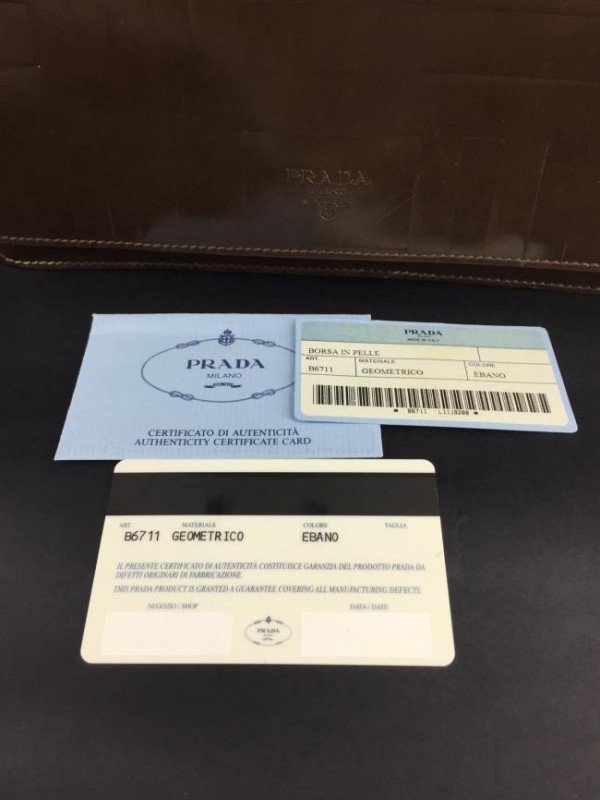 PRADA
MILANO
PRADA
MILANO
CERTIFICATO DI AUTENTICITÀ
AUTHENTICITY CERTIFICATE CARD
PRADA
MADE IN ITALY
BORSA IN PELLE
ART MATERIALE COLORE
B6711 GEOMETRICO EBANO
* B6711 L111B200 *
ART. MATERIALE COLORE TAGLIA
B6711 GEOMETRICO EBANO
IL PRESENTE CERTIFICATO DI AUTENTICITÀ COSTITUISCE GARANZIA DEL PRODOTTO PRADA DA
DIFETTI ORIGINARI DI FABBRICAZIONE.
THIS PRADA PRODUCT IS GRANTED A GUARANTEE COVERING ALL MANUFACTURING DEFECTS
NEGOZIO / SHOP DATA / DATE
PRADA